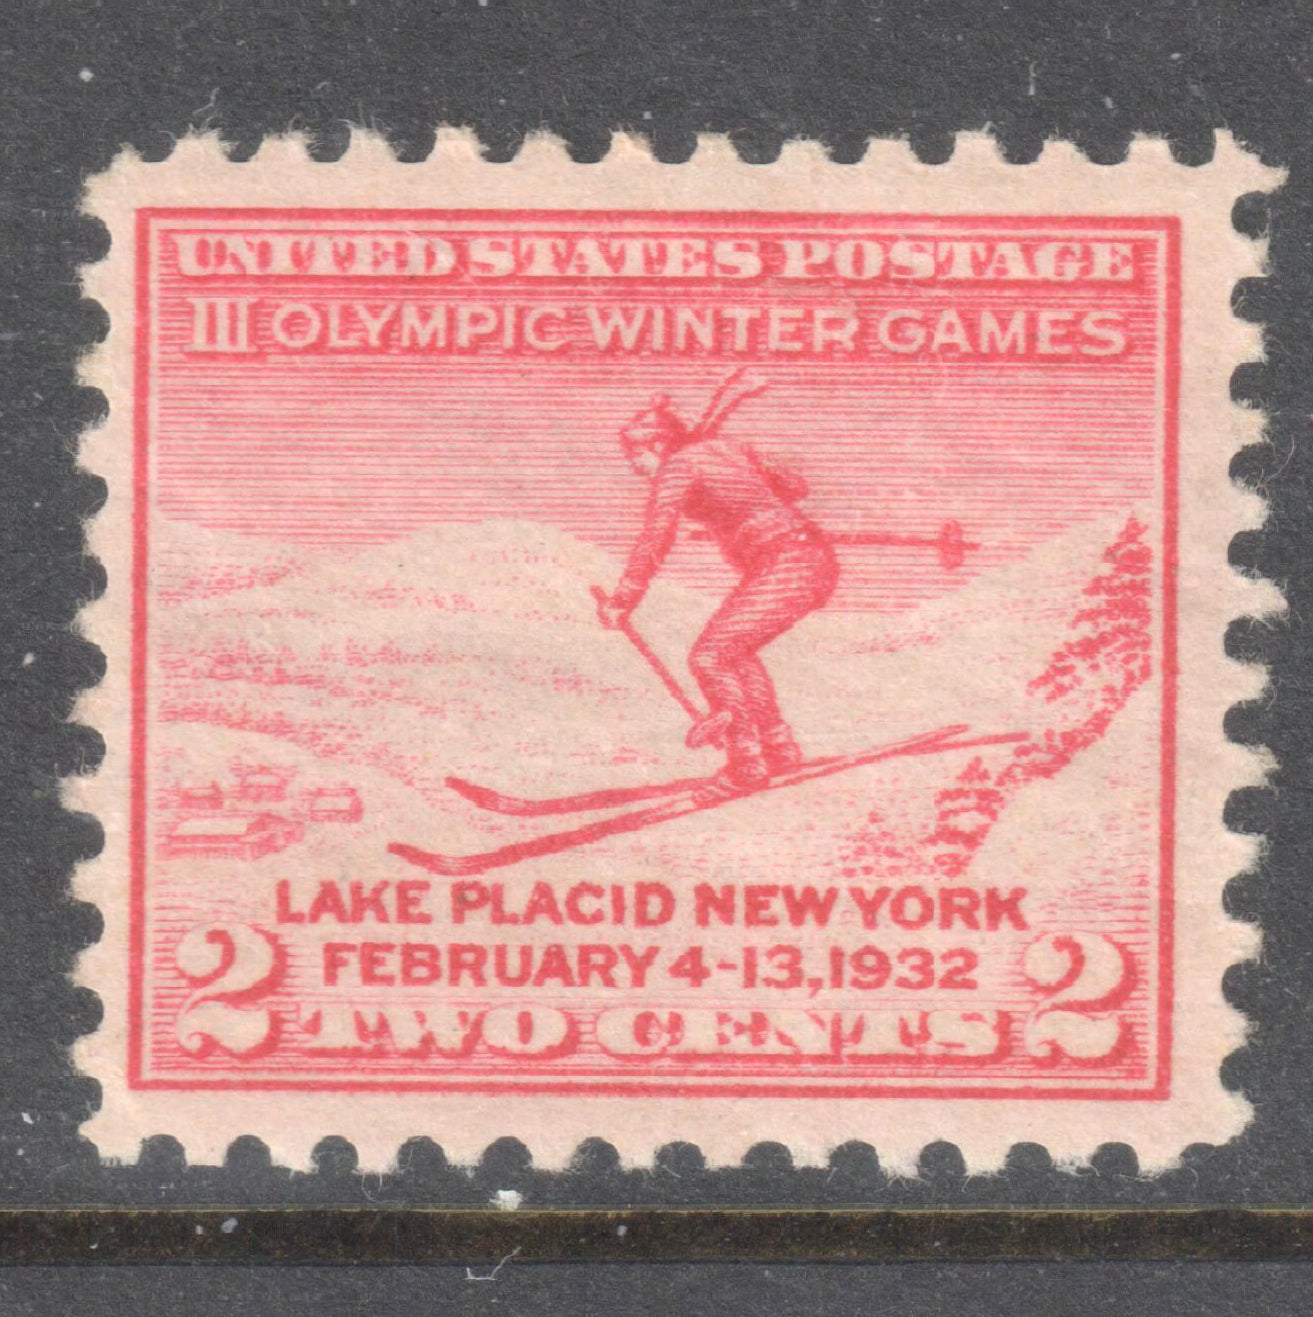 UNITED STATES POSTAGE
III OLYMPIC WINTER GAMES
LAKE PLACID NEW YORK
FEBRUARY 4-13, 1932
2 TWO CENTS 2